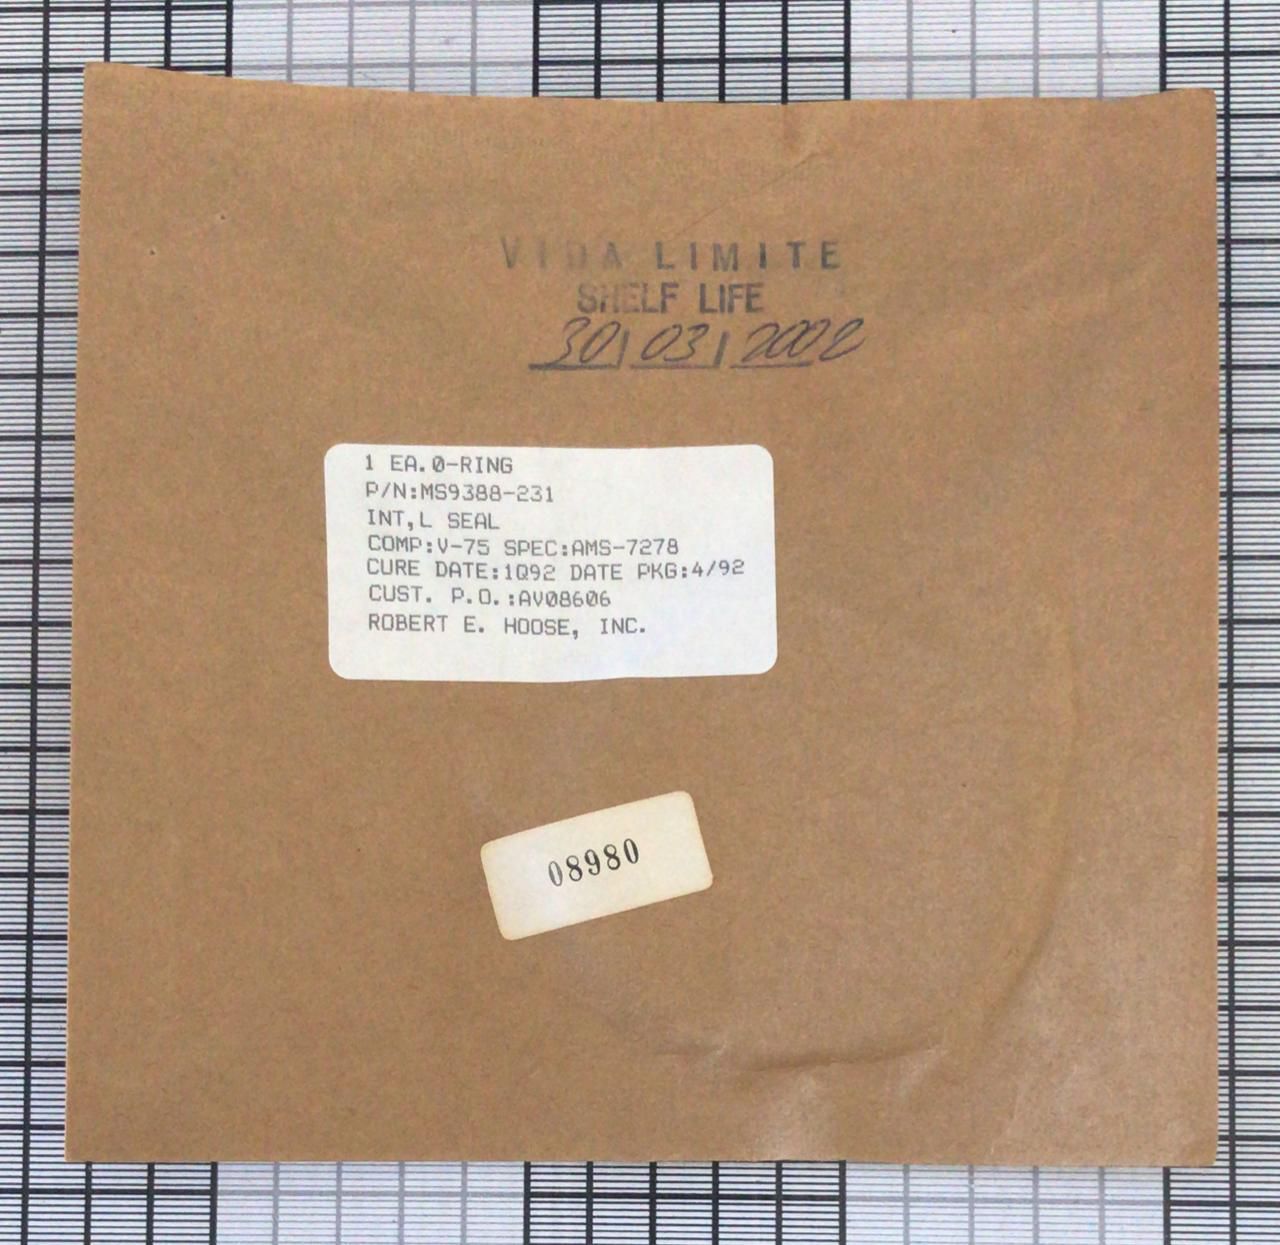 VIDA LIMITE
SHELF LIFE
30/03/2002
1 EA.0-RING
P/N:MS9388-231
INT,L SEAL
COMP:V-75 SPEC:AMS-7278
CURE DATE:1Q92 DATE PKG:4/92
CUST. P.O.:AV08606
ROBERT E. HOOSE, INC.
08980